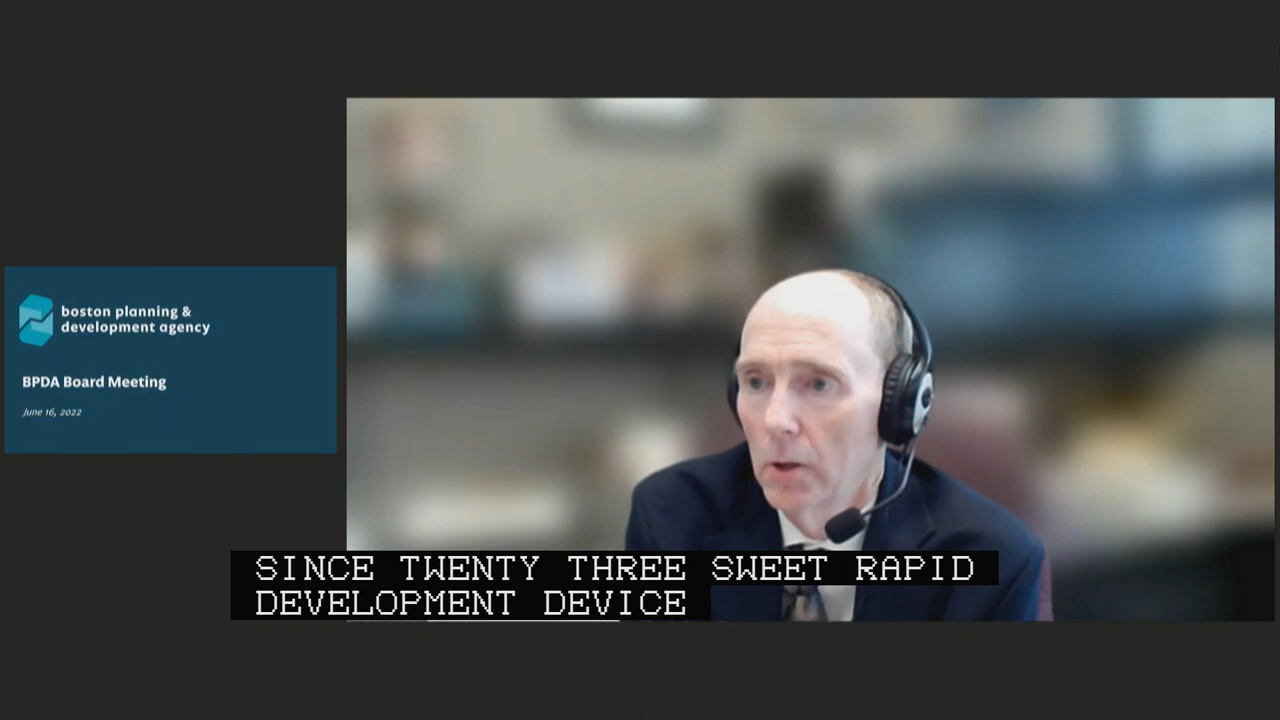 boston planning &
development agency
BPDA Board Meeting
June 16, 2022
SINCE TWENTY THREE SWEET RAPID
DEVELOPMENT DEVICE